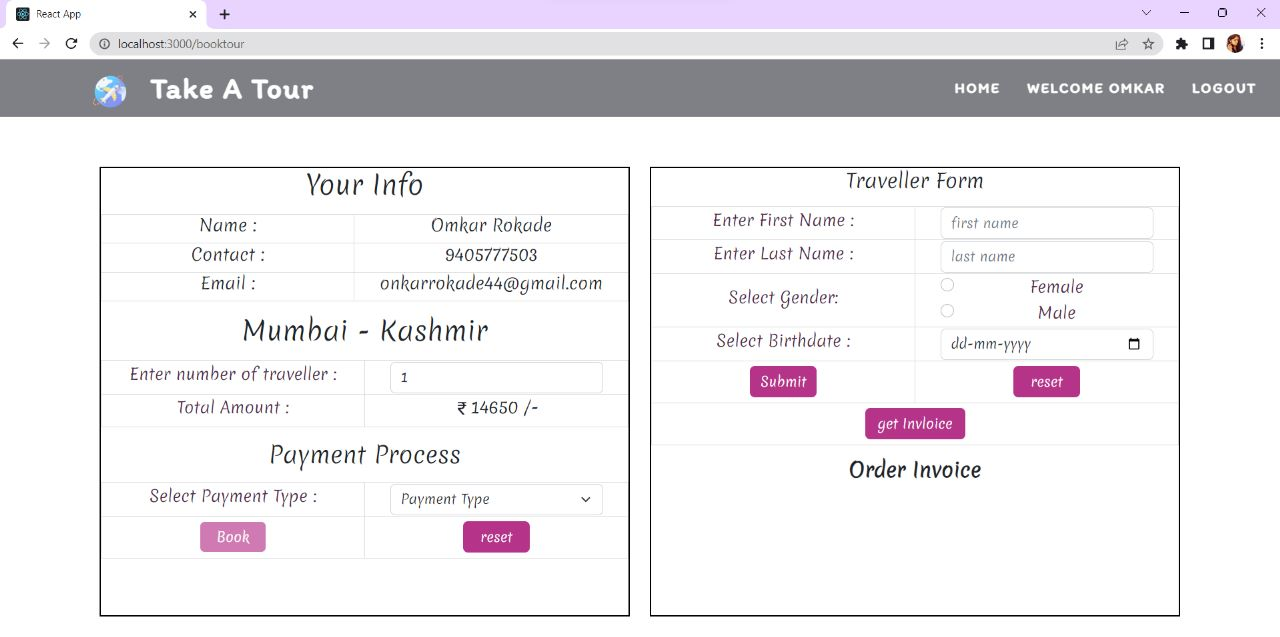 React App
localhost:3000/booktour
Take A Tour
HOME WELCOME OMKAR LOGOUT
Your Info
Name : Omkar Rokade
Contact : 9405777503
Email : onkarrokade44@gmail.com
Mumbai - Kashmir
Enter number of traveller : 1
Total Amount : ₹ 14650 /-
Payment Process
Select Payment Type : Payment Type
Book reset
Traveller Form
Enter First Name : first name
Enter Last Name : last name
Select Gender: Female
Male
Select Birthdate : dd-mm-yyyy
Submit reset
get Invloice
Order Invoice